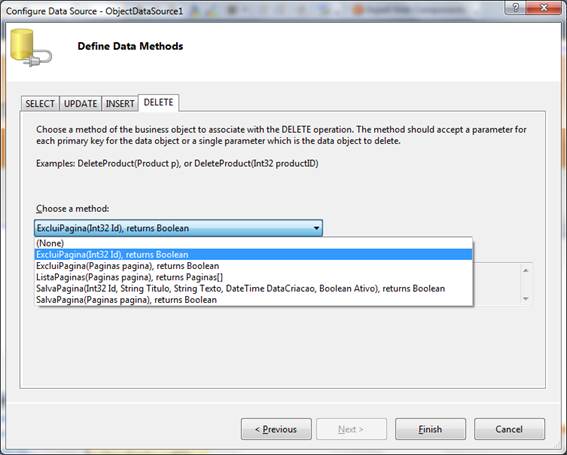 Configure Data Source - ObjectDataSource1
Define Data Methods
SELECT UPDATE INSERT DELETE
Choose a method of the business object to associate with the DELETE operation. The method should accept a parameter for
each primary key for the data object or a single parameter which is the data object to delete.
Examples: DeleteProduct(Product p), or DeleteProduct(Int32 productID)
Choose a method:
ExcluiPagina(Int32 Id), returns Boolean
(None)
ExcluiPagina(Int32 Id), returns Boolean
ExcluiPagina(Paginas pagina), returns Boolean
ListaPaginas(Paginas pagina), returns Paginas[]
SalvaPagina(Int32 Id, String Titulo, String Texto, DateTime DataCriacao, Boolean Ativo), returns Boolean
SalvaPagina(Paginas pagina), returns Boolean
< Previous Next > Finish Cancel